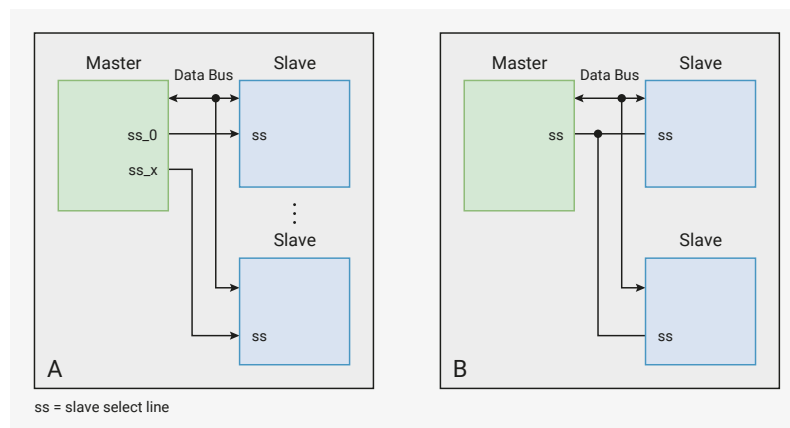 Master
Data Bus
Slave
ss_0
ss
ss_x
Slave
ss
A
Master
Data Bus
Slave
ss
ss
Slave
ss
B
ss = slave select line